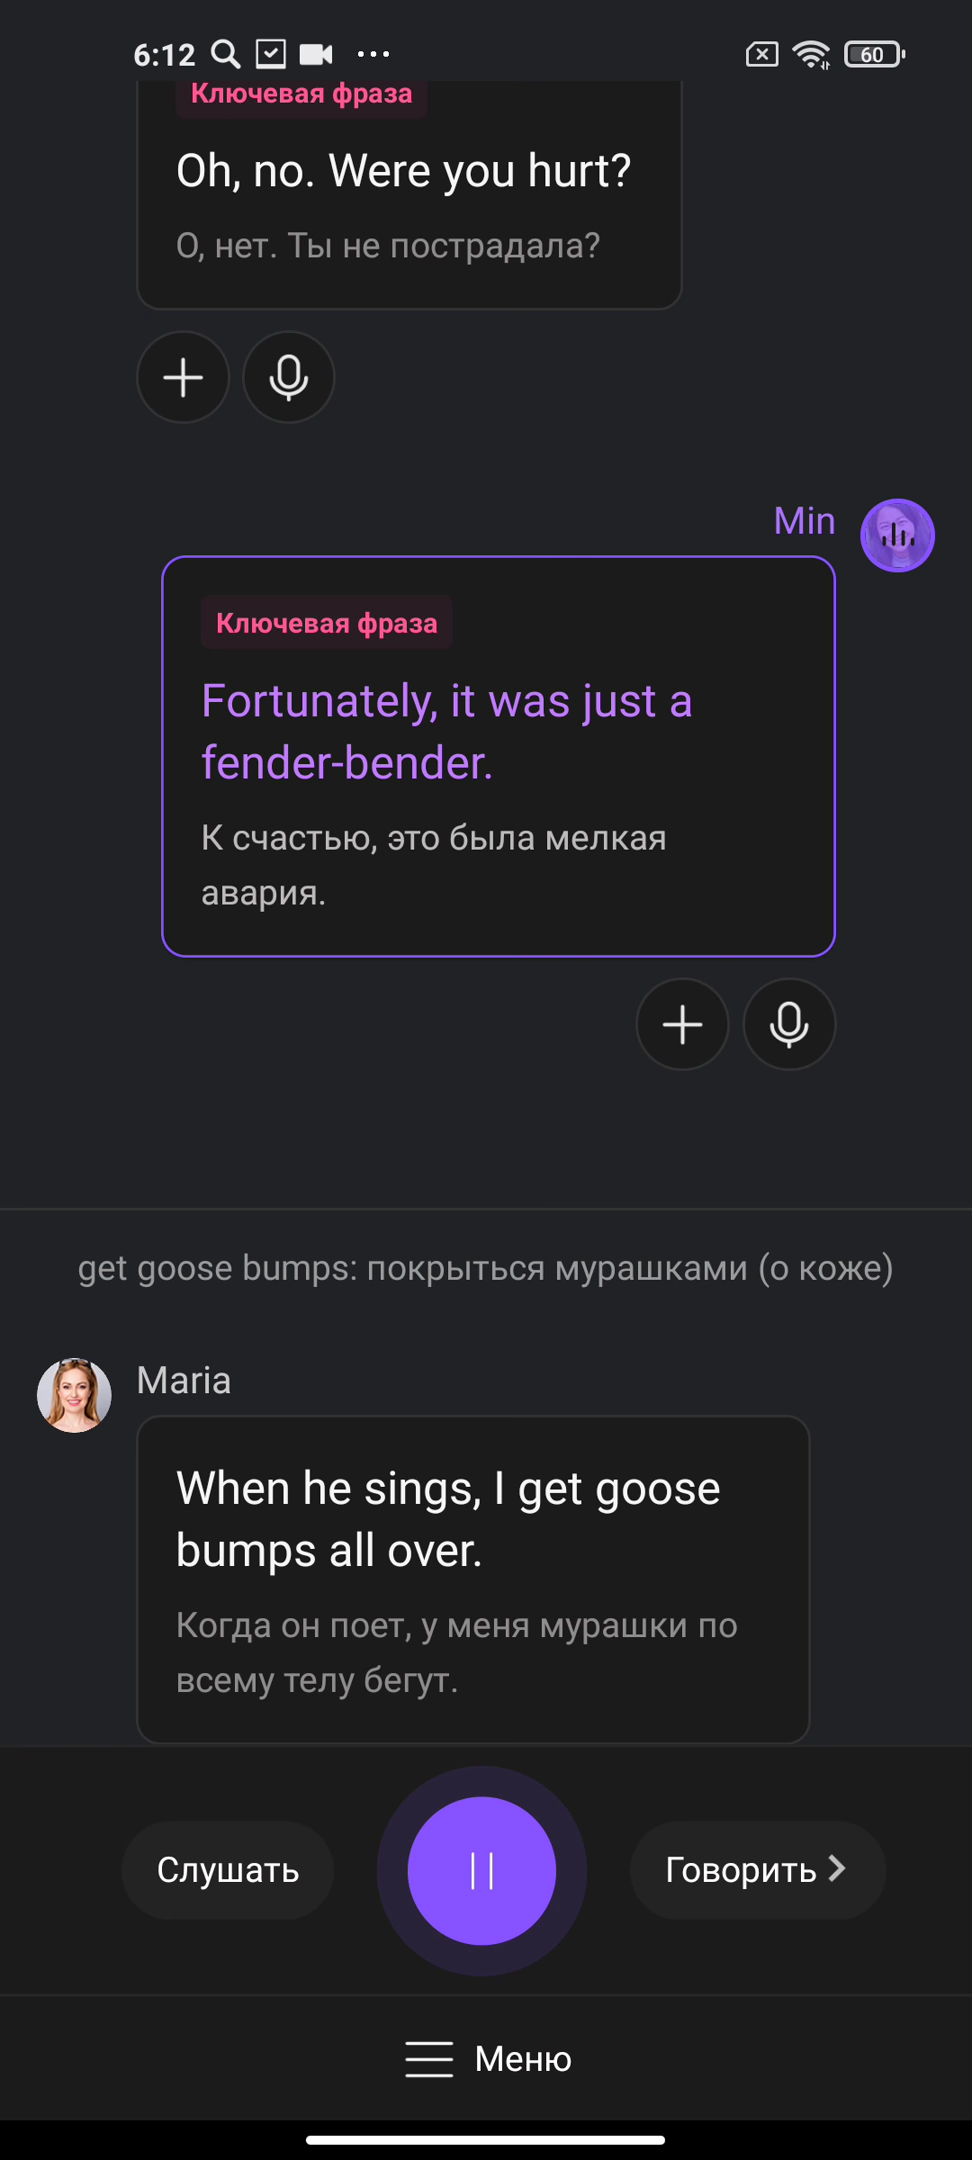 6:12
60
Ключевая фраза
Oh, no. Were you hurt?
О, нет. Ты не пострадала?
Min
Ключевая фраза
Fortunately, it was just a
fender-bender.
К счастью, это была мелкая
авария.
get goose bumps: покрыться мурашками (о коже)
Maria
When he sings, I get goose
bumps all over.
Когда он поет, у меня мурашки по
всему телу бегут.
Слушать
Говорить
Меню